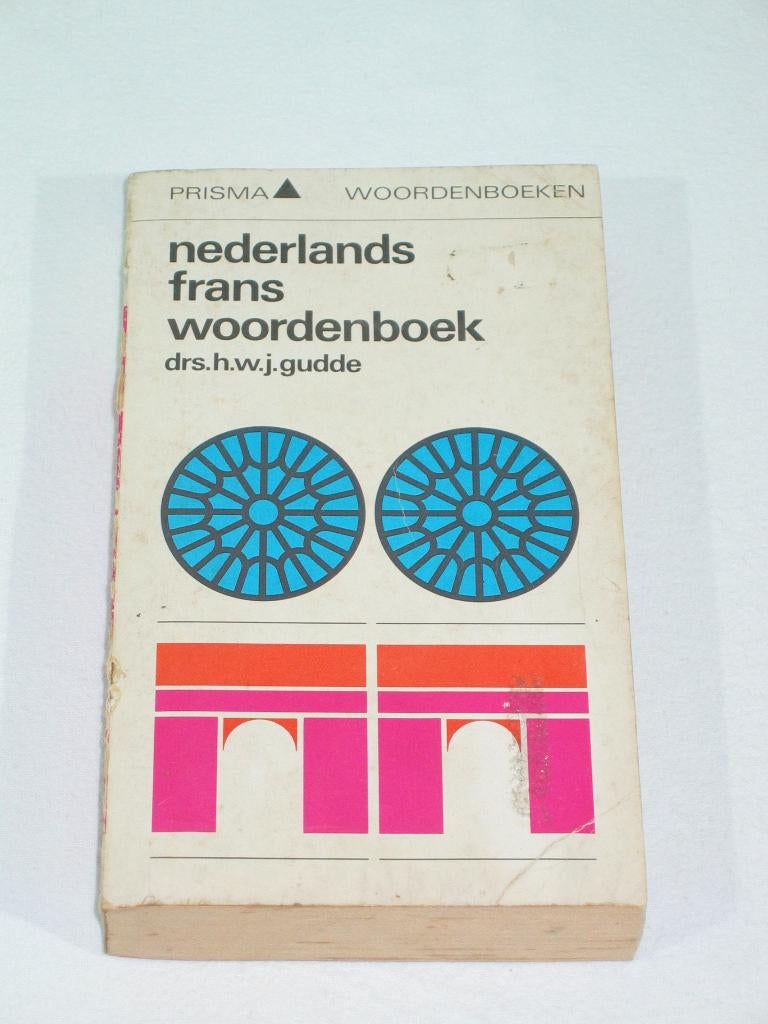 PRISMA WOORDENBOEKEN
nederlands
frans
woordenboek
drs.h.w.j.gudde